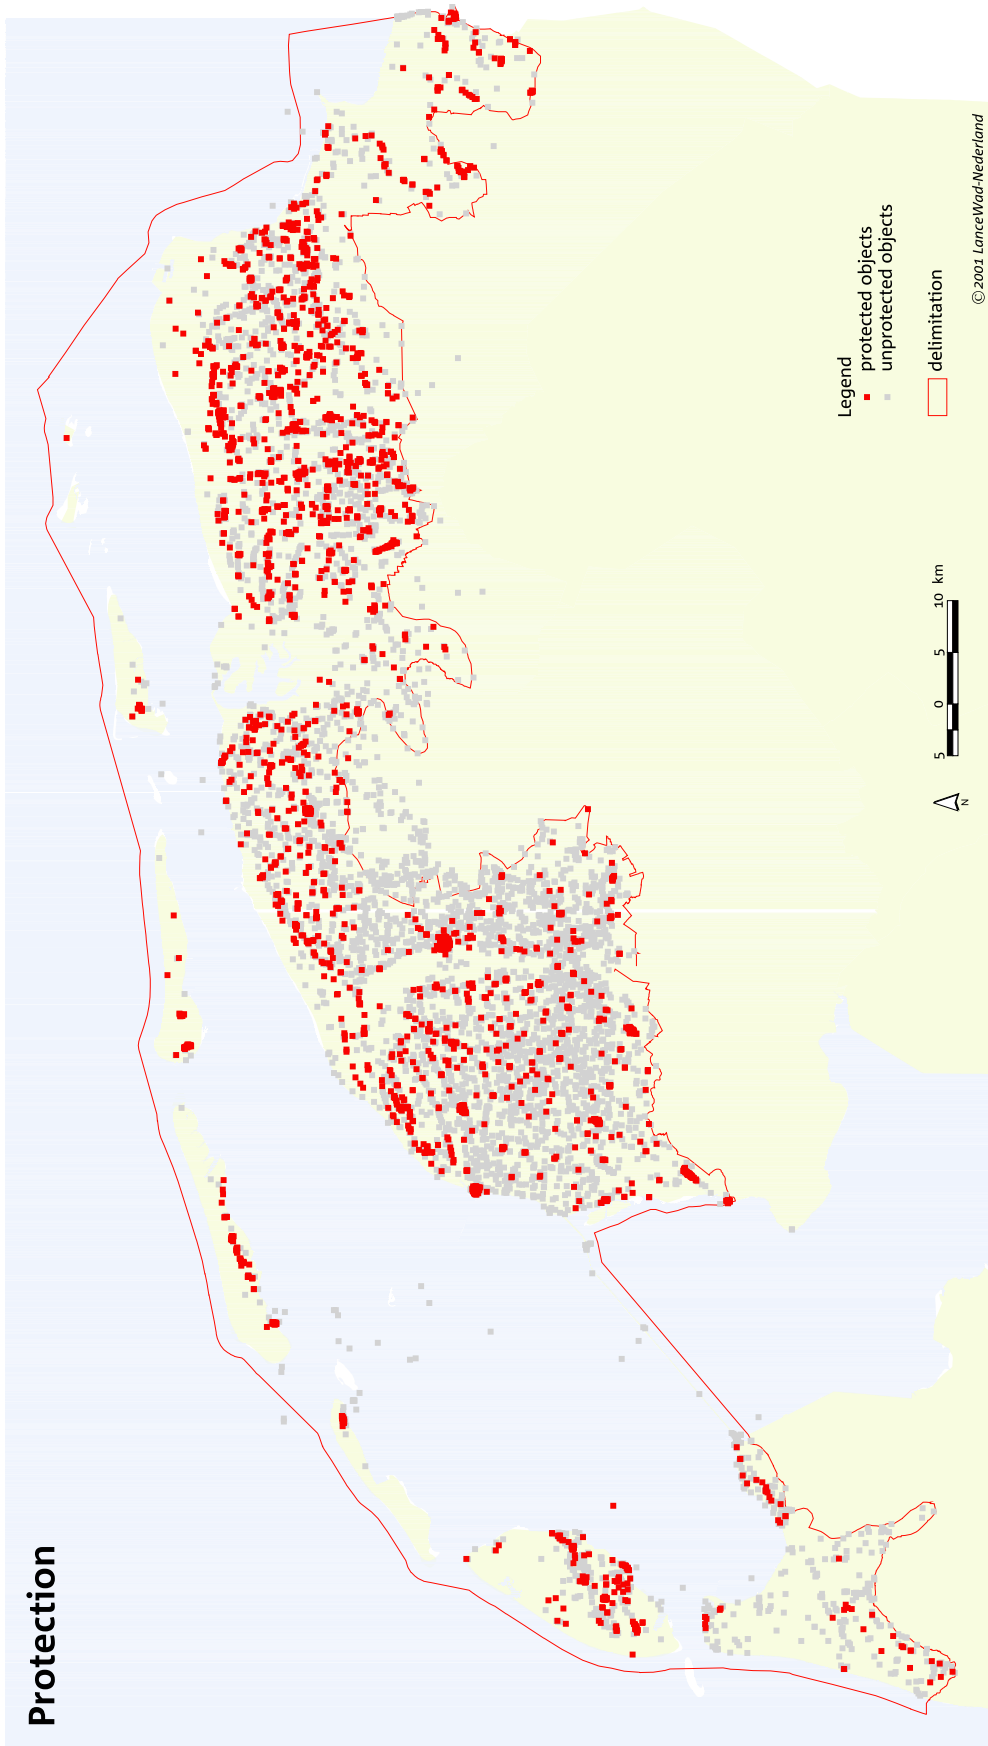 Protection
Legend
protected objects
unprotected objects
delimitation
5 0 5 10 km
N
©2001 LanceWad-Nederland